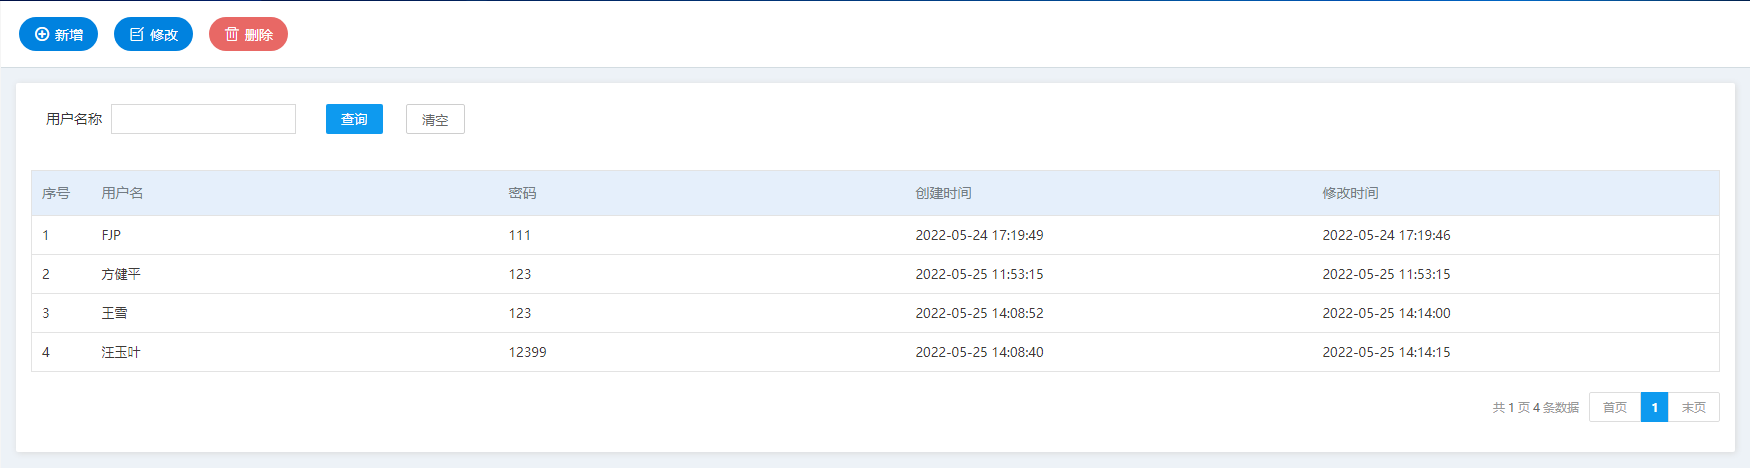 新增 修改 删除
用户名称 查询 清空
序号 用户名 密码 创建时间 修改时间
1 FJP 111 2022-05-24 17:19:49 2022-05-24 17:19:46
2 方健平 123 2022-05-25 11:53:15 2022-05-25 11:53:15
3 王雪 123 2022-05-25 14:08:52 2022-05-25 14:14:00
4 汪玉叶 12399 2022-05-25 14:08:40 2022-05-25 14:14:15
共 1 页 4 条数据 首页 1 末页